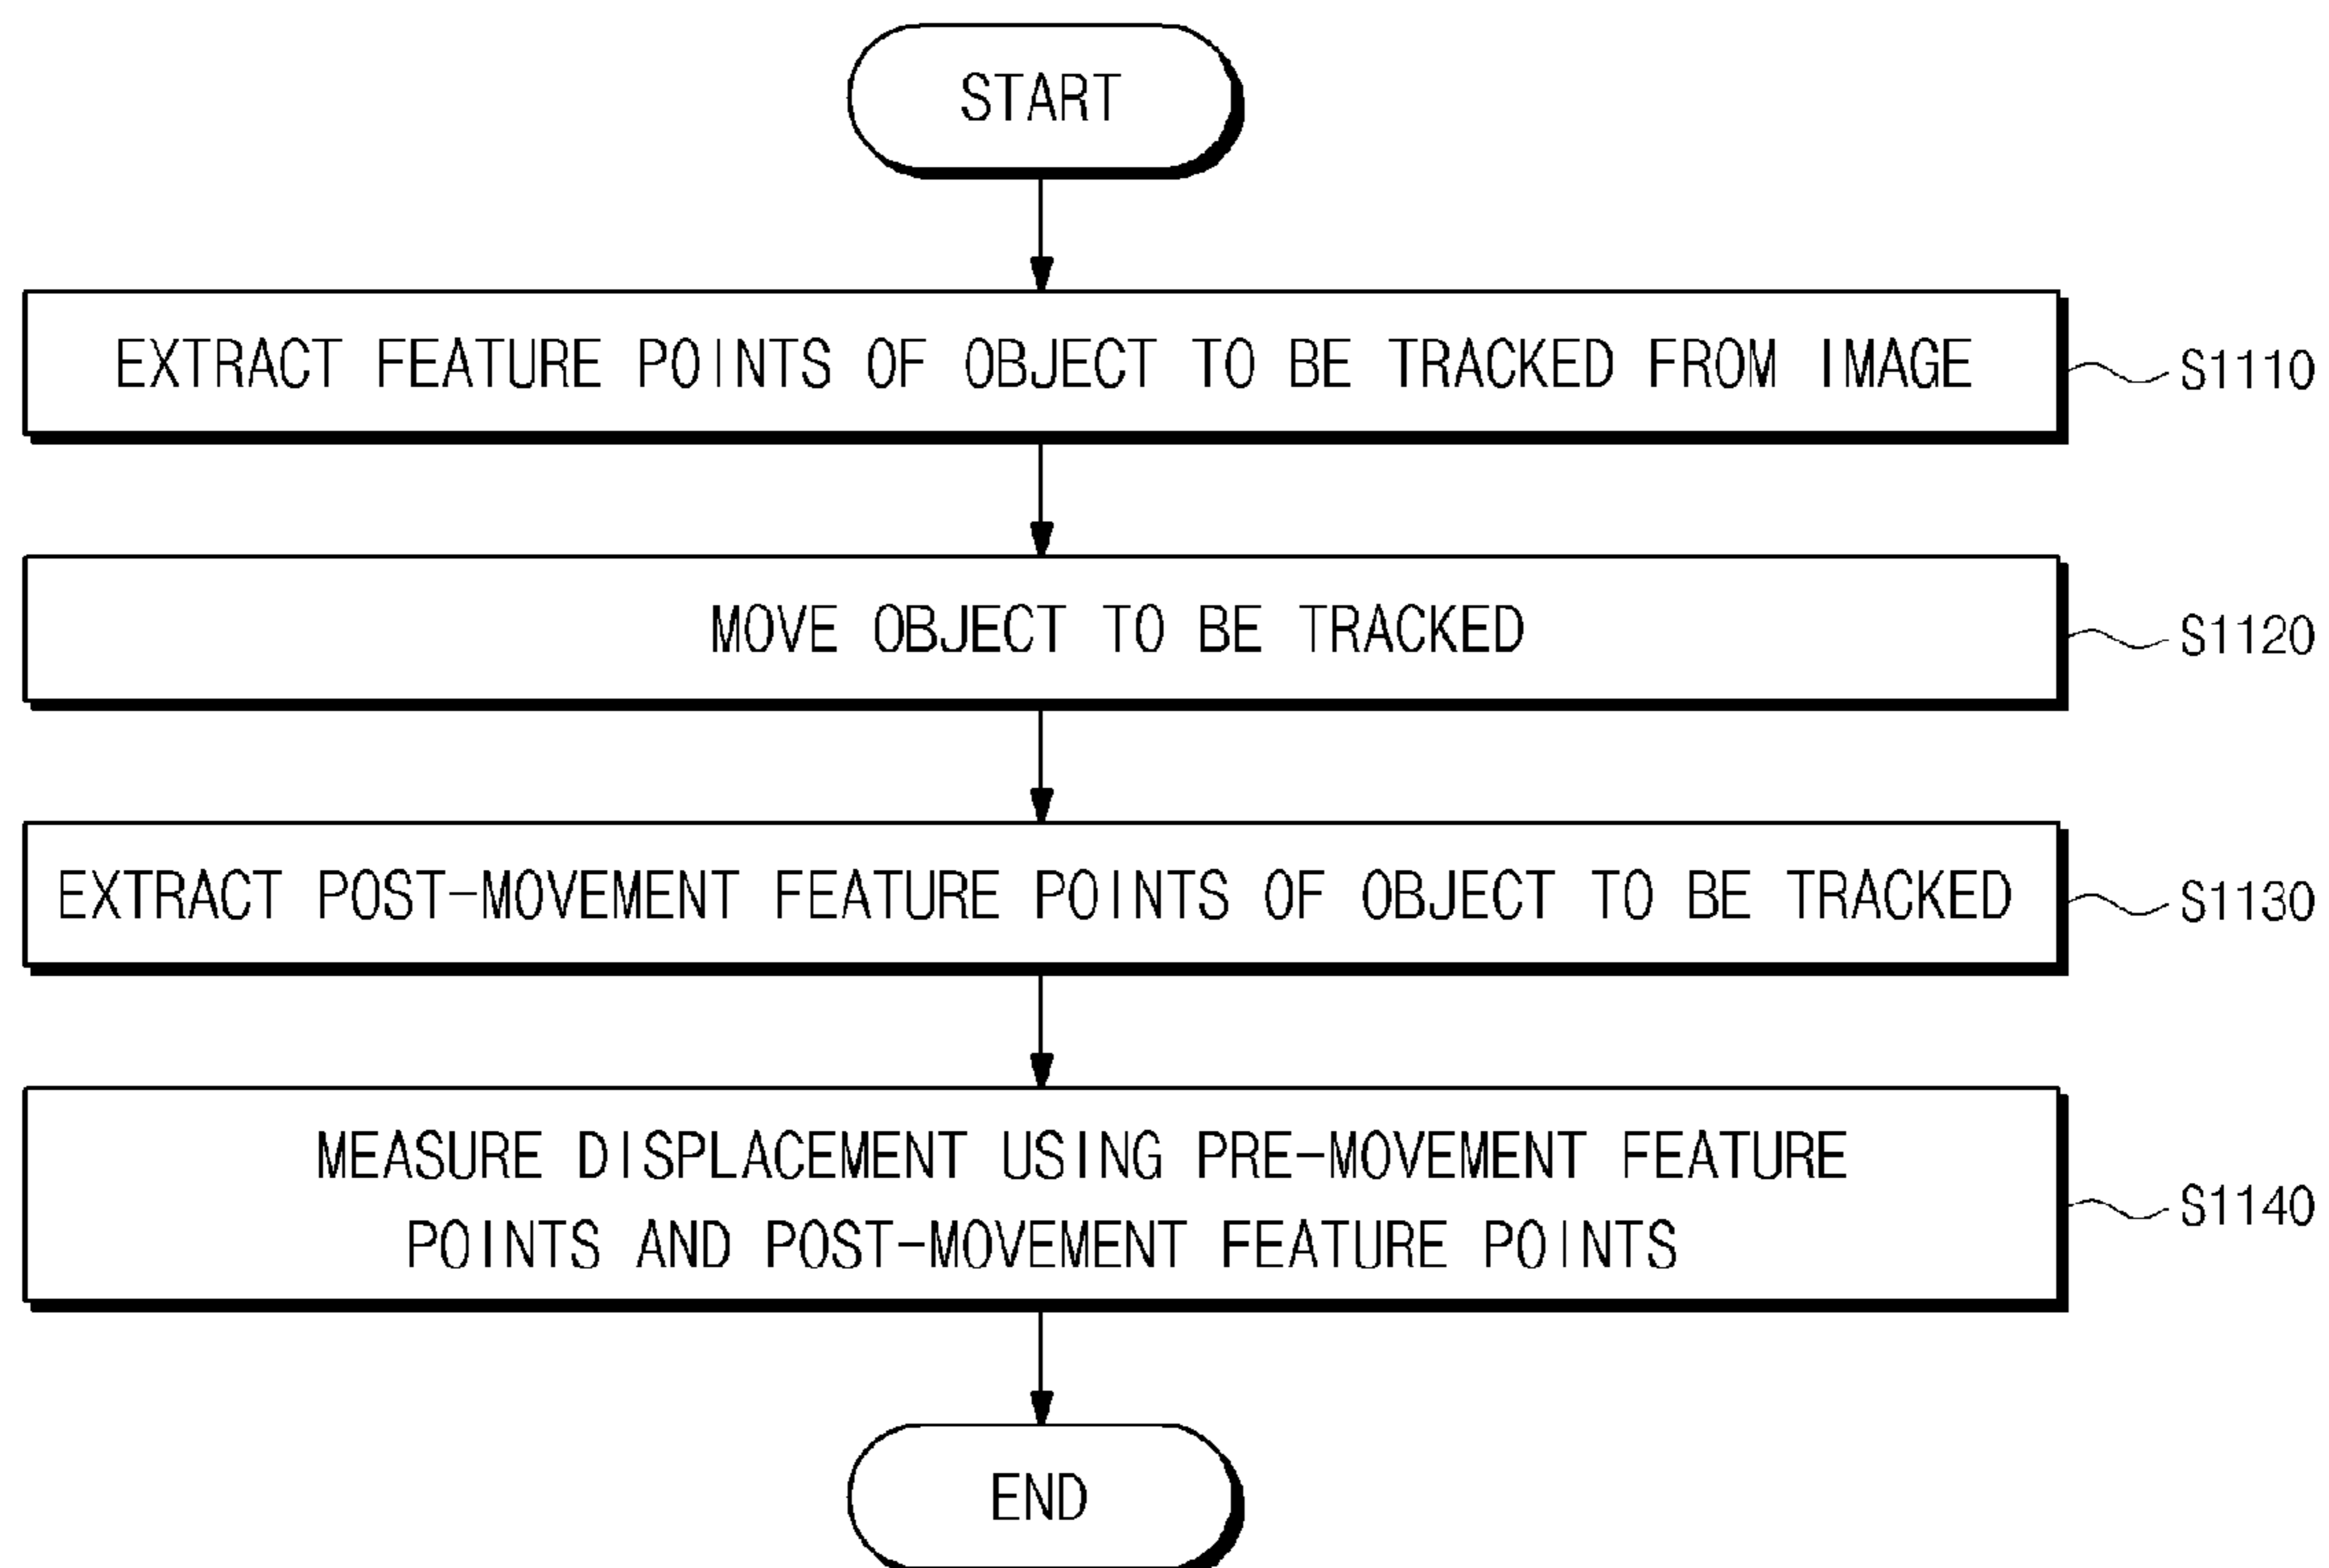 START
EXTRACT FEATURE POINTS OF OBJECT TO BE TRACKED FROM IMAGE
S1110
MOVE OBJECT TO BE TRACKED
S1120
EXTRACT POST-MOVEMENT FEATURE POINTS OF OBJECT TO BE TRACKED
S1130
MEASURE DISPLACEMENT USING PRE-MOVEMENT FEATURE
POINTS AND POST-MOVEMENT FEATURE POINTS
S1140
END